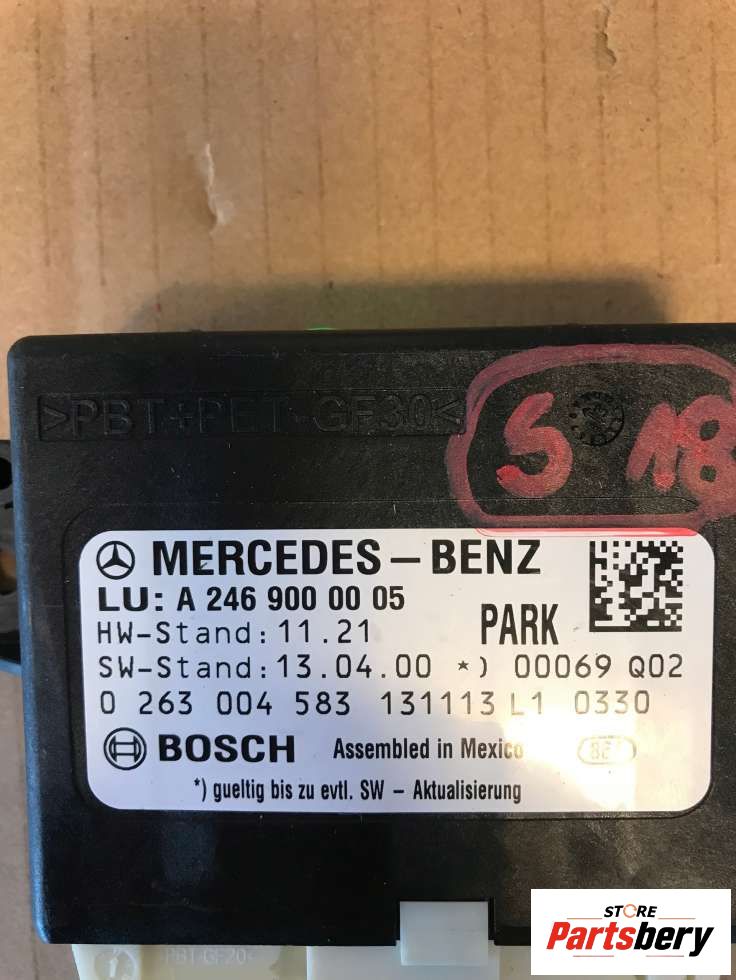 >PBT+PET-GF30<
S 18
MERCEDES – BENZ
LU: A 246 900 00 05
HW-Stand: 11.21 PARK
SW-Stand: 13.04.00 *) 00069 Q02
0 263 004 583 131113 L1 0330
BOSCH Assembled in Mexico
*) gueltig bis zu evtl. SW – Aktualisierung
PBT-GF20
STORE
Partsbery